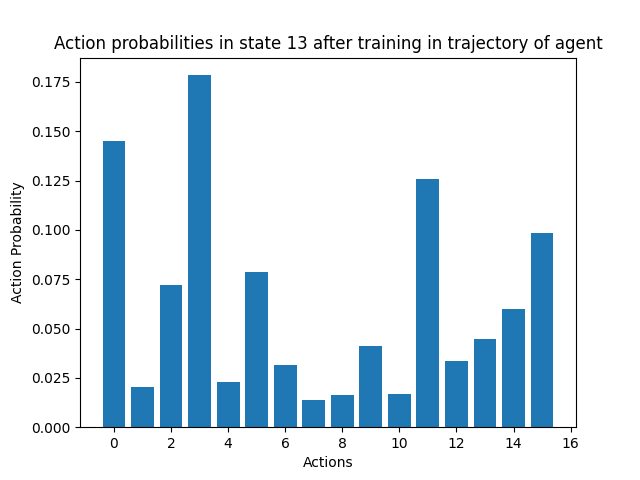 Action probabilities in state 13 after training in trajectory of agent
0.175
0.150
0.125
0.100
0.075
0.050
0.025
0.000
Action Probability
0 2 4 6 8 10 12 14 16
Actions